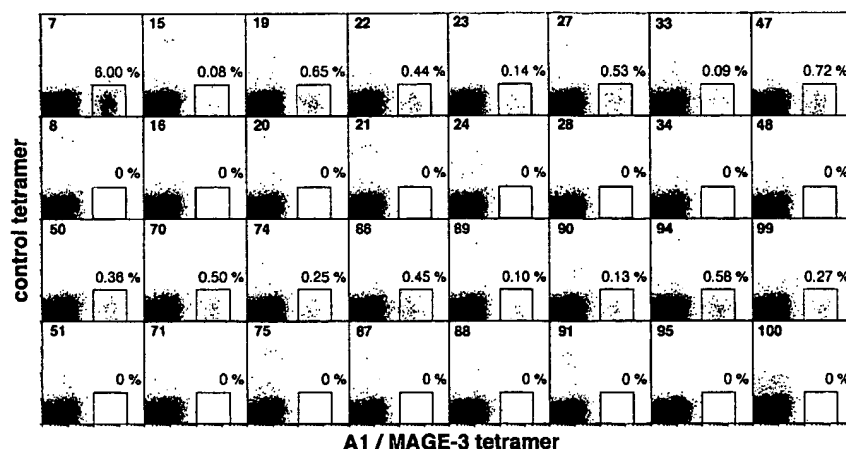 7 15 19 22 23 27 33 47
6.00 % 0.08 % 0.65 % 0.44 % 0.14 % 0.53 % 0.09 % 0.72 %
8 16 20 21 24 28 34 48
0 % 0 % 0 % 0 % 0 % 0 % 0 % 0 %
50 70 74 86 89 90 94 99
0.36 % 0.50 % 0.25 % 0.45 % 0.10 % 0.13 % 0.58 % 0.27 %
51 71 75 87 88 91 95 100
0 % 0 % 0 % 0 % 0 % 0 % 0 % 0 %
control tetramer
A1 / MAGE-3 tetramer